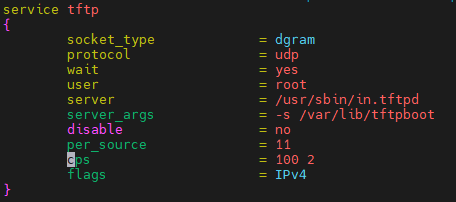 service tftp
{
socket_type = dgram
protocol = udp
wait = yes
user = root
server = /usr/sbin/in.tftpd
server_args = -s /var/lib/tftpboot
disable = no
per_source = 11
cps = 100 2
flags = IPv4
}